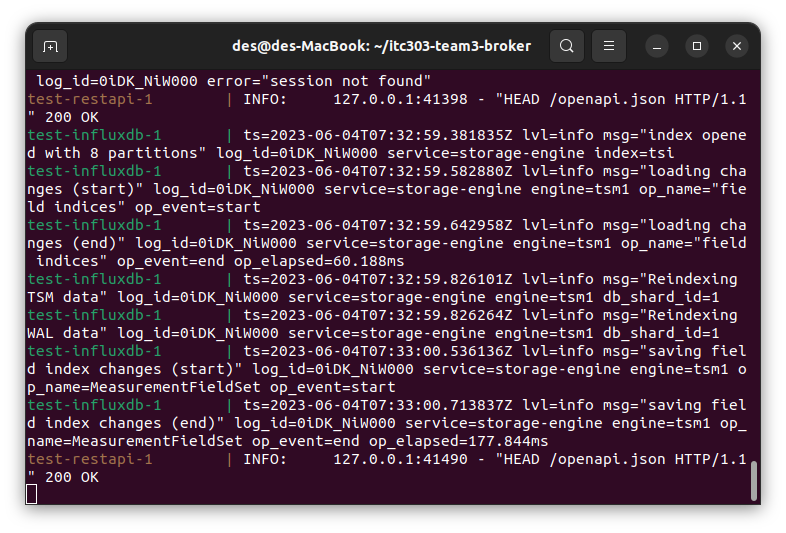 des@des-MacBook: ~/itc303-team3-broker
 log_id=0iDK_NiW000 error="session not found"
test-restapi-1        | INFO:     127.0.0.1:41398 - "HEAD /openapi.json HTTP/1.1
" 200 OK
test-influxdb-1       | ts=2023-06-04T07:32:59.381835Z lvl=info msg="index opene
d with 8 partitions" log_id=0iDK_NiW000 service=storage-engine index=tsi
test-influxdb-1       | ts=2023-06-04T07:32:59.582880Z lvl=info msg="loading cha
nges (start)" log_id=0iDK_NiW000 service=storage-engine engine=tsm1 op_name="fie
ld indices" op_event=start
test-influxdb-1       | ts=2023-06-04T07:32:59.642958Z lvl=info msg="loading cha
nges (end)" log_id=0iDK_NiW000 service=storage-engine engine=tsm1 op_name="field
 indices" op_event=end op_elapsed=60.188ms
test-influxdb-1       | ts=2023-06-04T07:32:59.826101Z lvl=info msg="Reindexing 
TSM data" log_id=0iDK_NiW000 service=storage-engine engine=tsm1 db_shard_id=1
test-influxdb-1       | ts=2023-06-04T07:32:59.826264Z lvl=info msg="Reindexing 
WAL data" log_id=0iDK_NiW000 service=storage-engine engine=tsm1 db_shard_id=1
test-influxdb-1       | ts=2023-06-04T07:33:00.536136Z lvl=info msg="saving fiel
d index changes (start)" log_id=0iDK_NiW000 service=storage-engine engine=tsm1 o
p_name=MeasurementFieldSet op_event=start
test-influxdb-1       | ts=2023-06-04T07:33:00.713837Z lvl=info msg="saving fiel
d index changes (end)" log_id=0iDK_NiW000 service=storage-engine engine=tsm1 op_
name=MeasurementFieldSet op_event=end op_elapsed=177.844ms
test-restapi-1        | INFO:     127.0.0.1:41490 - "HEAD /openapi.json HTTP/1.1
" 200 OK